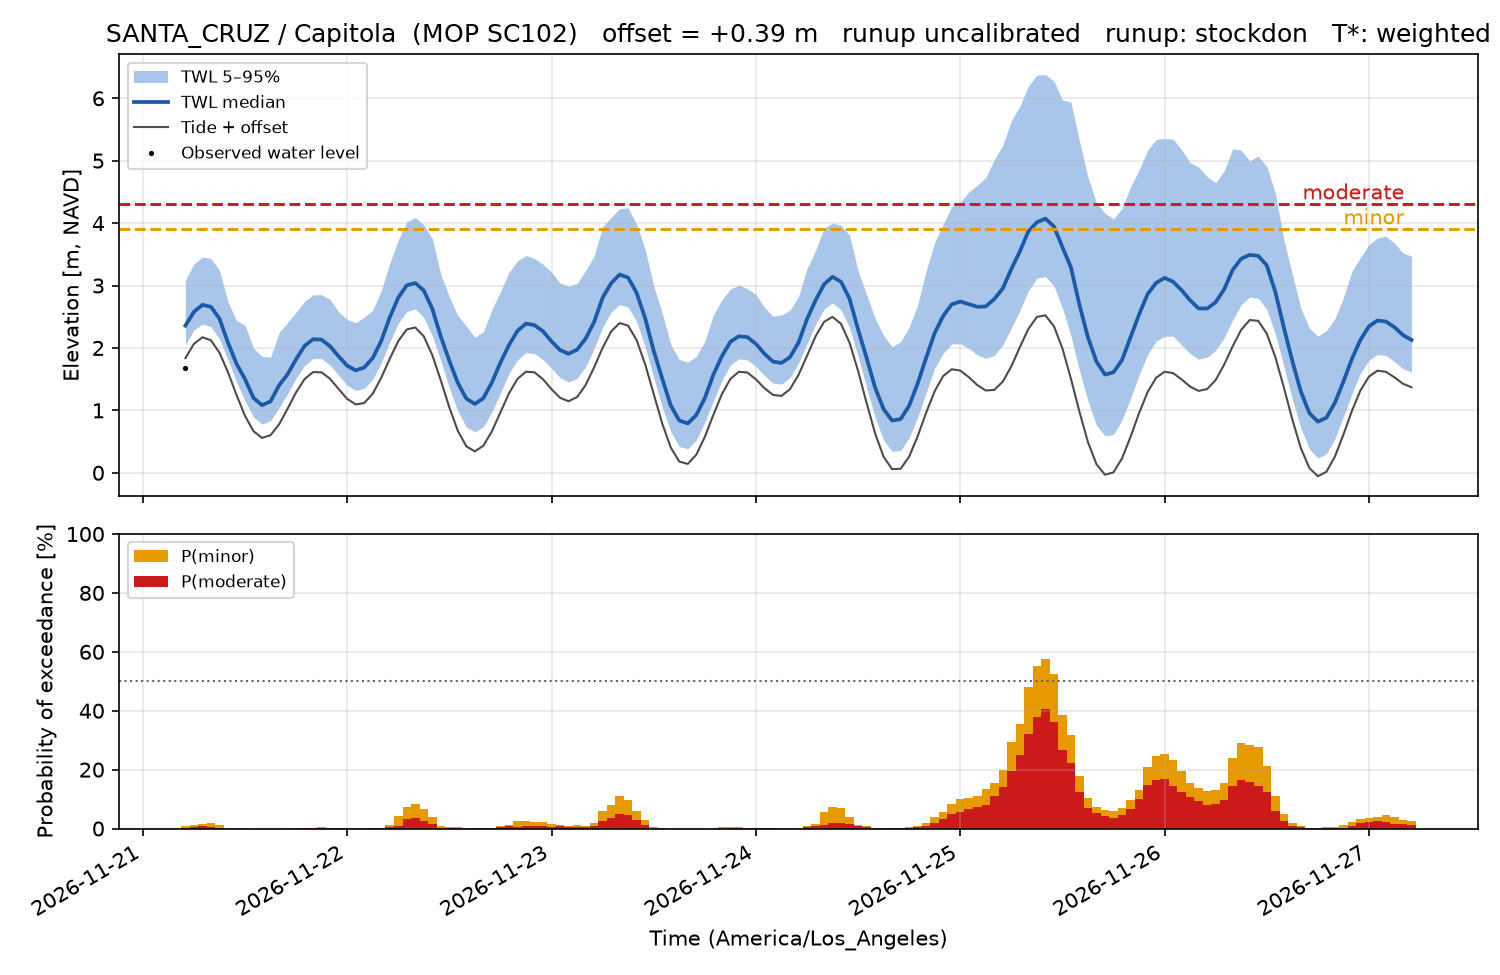 SANTA_CRUZ / Capitola  (MOP SC102)   offset = +0.39 m   runup uncalibrated   runup: stockdon   T*: weighted
TWL 5–95%
TWL median
Tide + offset
Observed water level
moderate
minor
Elevation [m, NAVD]
6
5
4
3
2
1
0
P(minor)
P(moderate)
Probability of exceedance [%]
100
80
60
40
20
0
2026-11-21
2026-11-22
2026-11-23
2026-11-24
2026-11-25
2026-11-26
2026-11-27
Time (America/Los_Angeles)